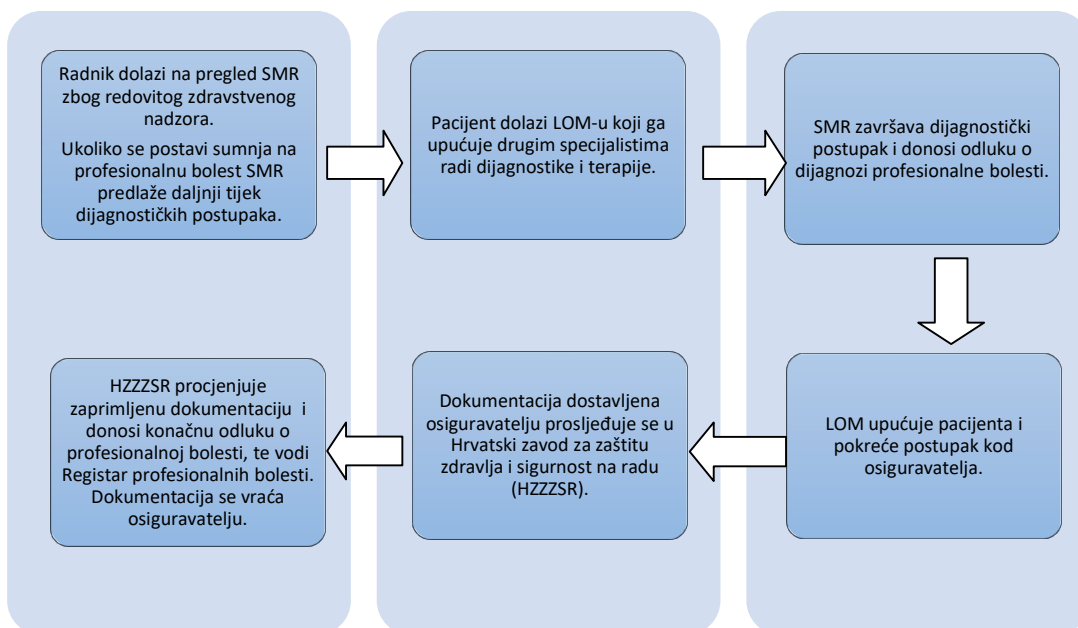 Radnik dolazi na pregled SMR
zbog redovitog zdravstvenog
nadzora.
Ukoliko se postavi sumnja na
profesionalnu bolest SMR
predlaže daljnji tijek
dijagnostičkih postupaka.
Pacijent dolazi LOM-u koji ga
upućuje drugim specijalistima
radi dijagnostike i terapije.
SMR završava dijagnostički
postupak i donosi odluku o
dijagnozi profesionalne bolesti.
LOM upućuje pacijenta i
pokreće postupak kod
osiguravatelja.
Dokumentacija dostavljena
osiguravatelju prosljeđuje se u
Hrvatski zavod za zaštitu
zdravlja i sigurnost na radu
(HZZZSR).
HZZZSR procjenjuje
zaprimljenu dokumentaciju i
donosi konačnu odluku o
profesionalnoj bolesti, te vodi
Registar profesionalnih bolesti.
Dokumentacija se vraća
osiguravatelju.